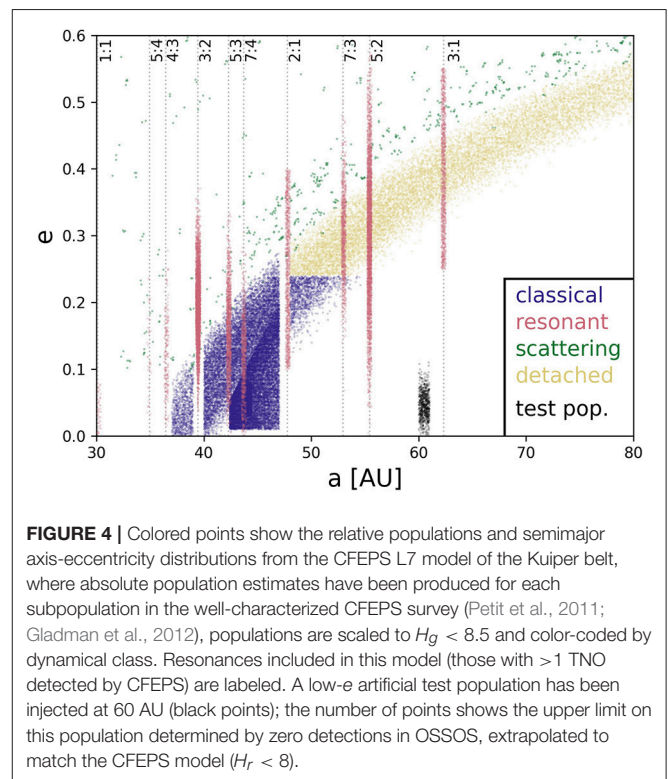 0.6
0.5
0.4
0.3
0.2
0.1
0.0
e
1:1
5:4
4:3
3:2
5:3
7:4
2:1
7:3
5:2
3:1
classical
resonant
scattering
detached
test pop.
30
40
50
60
70
80
a [AU]
FIGURE 4 | Colored points show the relative populations and semimajor
axis-eccentricity distributions from the CFEPS L7 model of the Kuiper belt,
where absolute population estimates have been produced for each
subpopulation in the well-characterized CFEPS survey (Petit et al., 2011;
Gladman et al., 2012), populations are scaled to Hg < 8.5 and color-coded by
dynamical class. Resonances included in this model (those with >1 TNO
detected by CFEPS) are labeled. A low-e artificial test population has been
injected at 60 AU (black points); the number of points shows the upper limit on
this population determined by zero detections in OSSOS, extrapolated to
match the CFEPS model (Hr < 8).